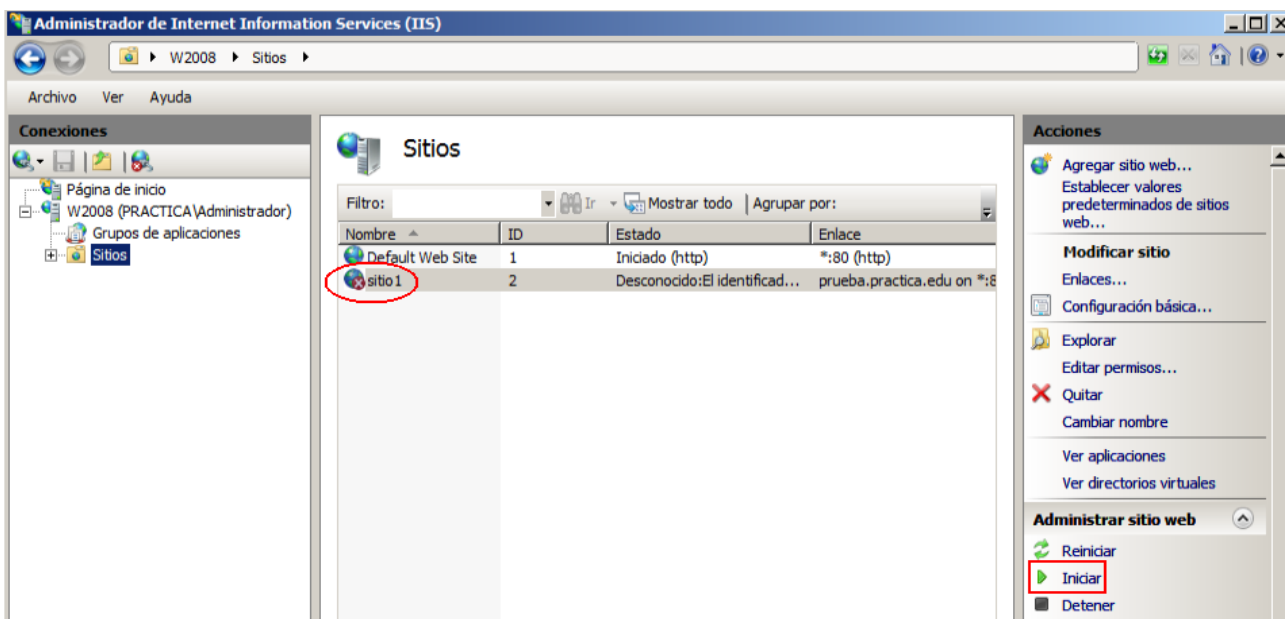 Administrador de Internet Information Services (IIS)
W2008 Sitios
Archivo Ver Ayuda
Conexiones
Página de inicio
W2008 (PRACTICA\Administrador)
Grupos de aplicaciones
Sitios
Sitios
Filtro: Ir Mostrar todo Agrupar por:
Nombre ID Estado Enlace
Default Web Site 1 Iniciado (http) *:80 (http)
sitio1 2 Desconocido:El identificad... prueba.practica.edu on *:8
Acciones
Agregar sitio web...
Establecer valores
predeterminados de sitios
web...
Modificar sitio
Enlaces...
Configuración básica...
Explorar
Editar permisos...
Quitar
Cambiar nombre
Ver aplicaciones
Ver directorios virtuales
Administrar sitio web
Reiniciar
Iniciar
Detener